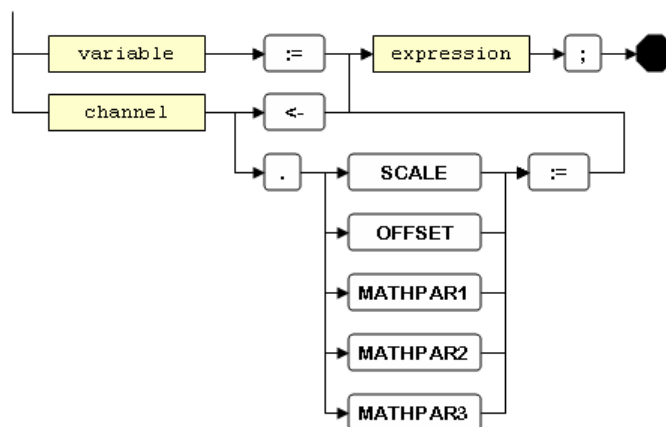 variable := expression ;
channel <-
. SCALE :=
OFFSET
MATHPAR1
MATHPAR2
MATHPAR3